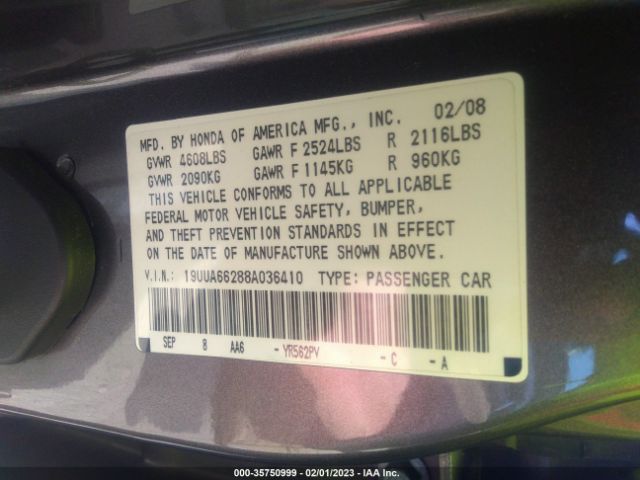 MFD. BY HONDA OF AMERICA MFG., INC. 02/08
GVWR 4608LBS GAWR F 2524LBS R 2116LBS
GVWR 2090KG GAWR F 1145KG R 960KG
THIS VEHICLE CONFORMS TO ALL APPLICABLE
FEDERAL MOTOR VEHICLE SAFETY, BUMPER,
AND THEFT PREVENTION STANDARDS IN EFFECT
ON THE DATE OF MANUFACTURE SHOWN ABOVE.
V.I.N.: 19UUA66288A036410 TYPE: PASSENGER CAR
SEP 8 AA6 - YR562PV - C - A
000-35750999 - 02/01/2023 - IAA Inc.